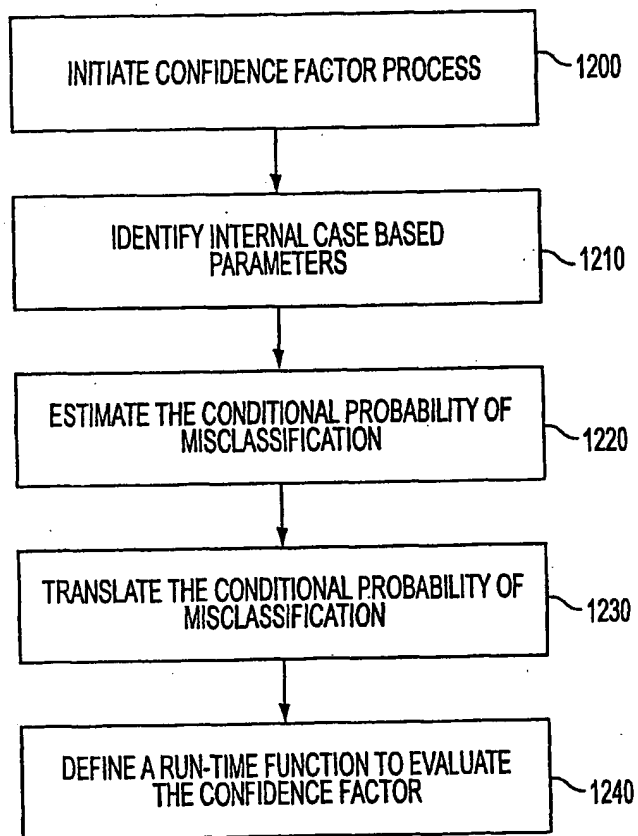 INITIATE CONFIDENCE FACTOR PROCESS
1200
IDENTIFY INTERNAL CASE BASED
PARAMETERS
1210
ESTIMATE THE CONDITIONAL PROBABILITY OF
MISCLASSIFICATION
1220
TRANSLATE THE CONDITIONAL PROBABILITY OF
MISCLASSIFICATION
1230
DEFINE A RUN-TIME FUNCTION TO EVALUATE
THE CONFIDENCE FACTOR
1240